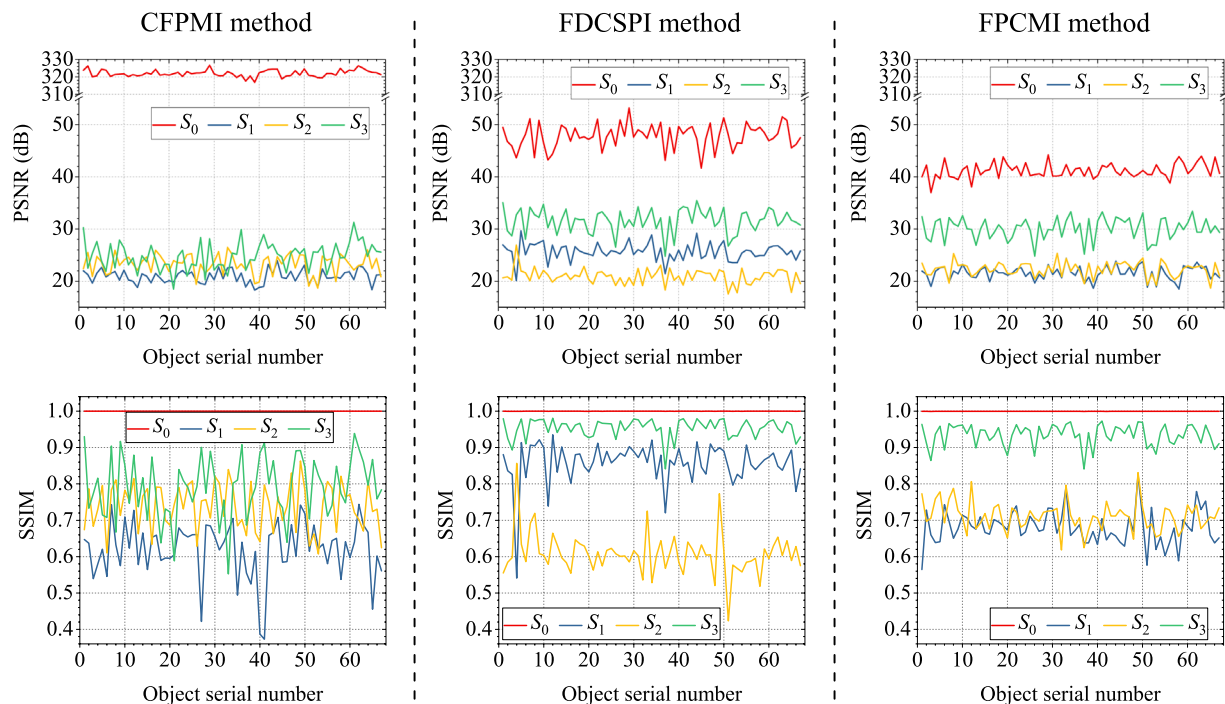 CFPMI method
FDCSPI method
FPCMI method
330
320
310
50
40
30
20
PSNR (dB)
S0 S1 S2 S3
0 10 20 30 40 50 60
Object serial number
330
320
310
50
40
30
20
PSNR (dB)
S0 S1 S2 S3
0 10 20 30 40 50 60
Object serial number
330
320
310
50
40
30
20
PSNR (dB)
S0 S1 S2 S3
0 10 20 30 40 50 60
Object serial number
1.0
0.9
0.8
0.7
0.6
0.5
0.4
SSIM
S0 S1 S2 S3
0 10 20 30 40 50 60
Object serial number
1.0
0.9
0.8
0.7
0.6
0.5
0.4
SSIM
S0 S1 S2 S3
0 10 20 30 40 50 60
Object serial number
1.0
0.9
0.8
0.7
0.6
0.5
0.4
SSIM
S0 S1 S2 S3
0 10 20 30 40 50 60
Object serial number